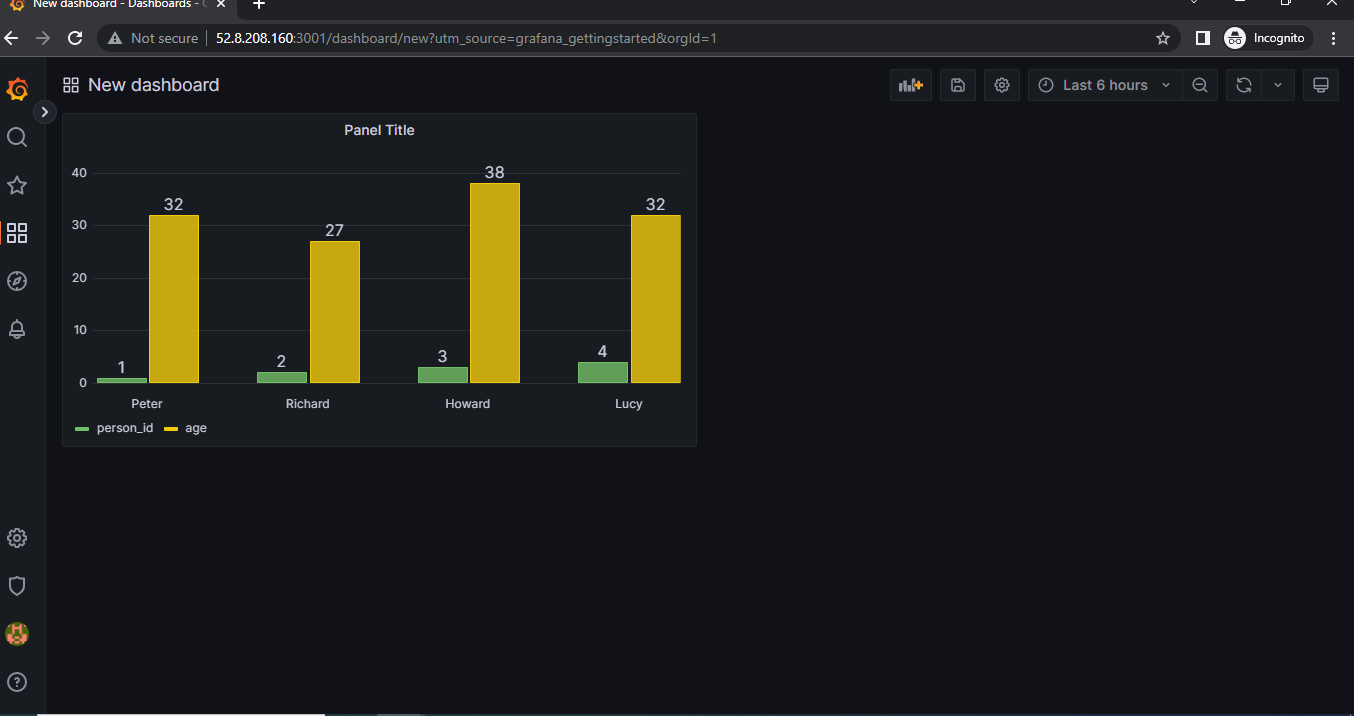 New dashboard - Dashboards -
Not secure 52.8.208.160:3001/dashboard/new?utm_source=grafana_gettingstarted&orgId=1 Incognito
New dashboard Last 6 hours
Panel Title
40
30
20
10
0
1 32 2 27 3 38 4 32
Peter Richard Howard Lucy
person_id age